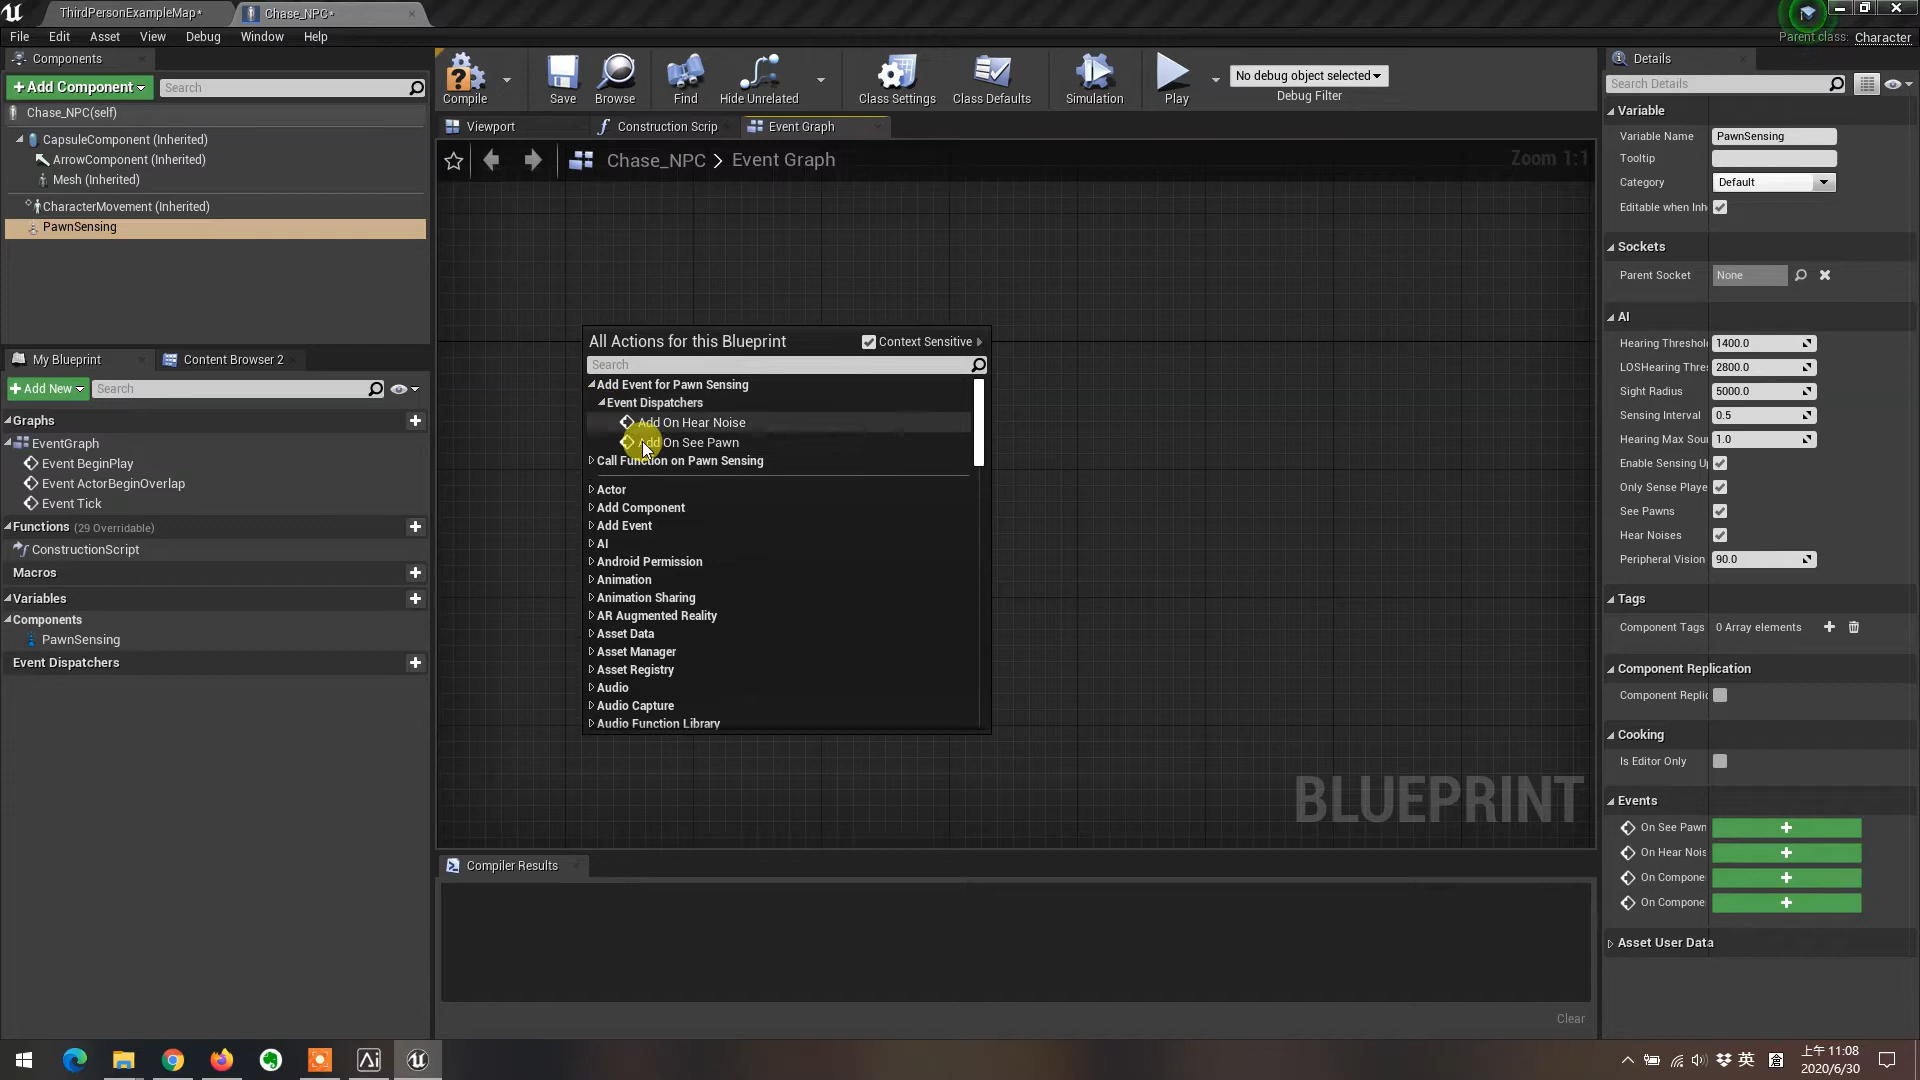 ThirdPersonExampleMap*
Chase_NPC*
File Edit Asset View Debug Window Help
Parent class: Character
Components
+Add Component
Search
Chase_NPC(self)
CapsuleComponent (Inherited)
ArrowComponent (Inherited)
Mesh (Inherited)
CharacterMovement (Inherited)
PawnSensing
My Blueprint
Content Browser 2
+Add New
Search
Graphs
EventGraph
Event BeginPlay
Event ActorBeginOverlap
Event Tick
Functions (29 Overridable)
ConstructionScript
Macros
Variables
Components
PawnSensing
Event Dispatchers
Compile
Save
Browse
Find
Hide Unrelated
Class Settings
Class Defaults
Simulation
Play
No debug object selected
Debug Filter
Viewport
Construction Scrip
Event Graph
Chase_NPC > Event Graph
Zoom 1:1
All Actions for this Blueprint
Context Sensitive
Search
Add Event for Pawn Sensing
Event Dispatchers
Add On Hear Noise
Add On See Pawn
Call Function on Pawn Sensing
Actor
Add Component
Add Event
AI
Android Permission
Animation
Animation Sharing
AR Augmented Reality
Asset Data
Asset Manager
Asset Registry
Audio
Audio Capture
Audio Function Library
BLUEPRINT
Compiler Results
Clear
Details
Search Details
Variable
Variable Name PawnSensing
Tooltip
Category Default
Editable when Inh
Sockets
Parent Socket None
AI
Hearing Threshol 1400.0
LOSHearing Thre 2800.0
Sight Radius 5000.0
Sensing Interval 0.5
Hearing Max Sou 1.0
Enable Sensing U
Only Sense Playe
See Pawns
Hear Noises
Peripheral Vision 90.0
Tags
Component Tags 0 Array elements
Component Replication
Component Replic
Cooking
Is Editor Only
Events
On See Pawn
On Hear Nois
On Compone
On Compone
Asset User Data
英
上午 11:08
2020/6/30